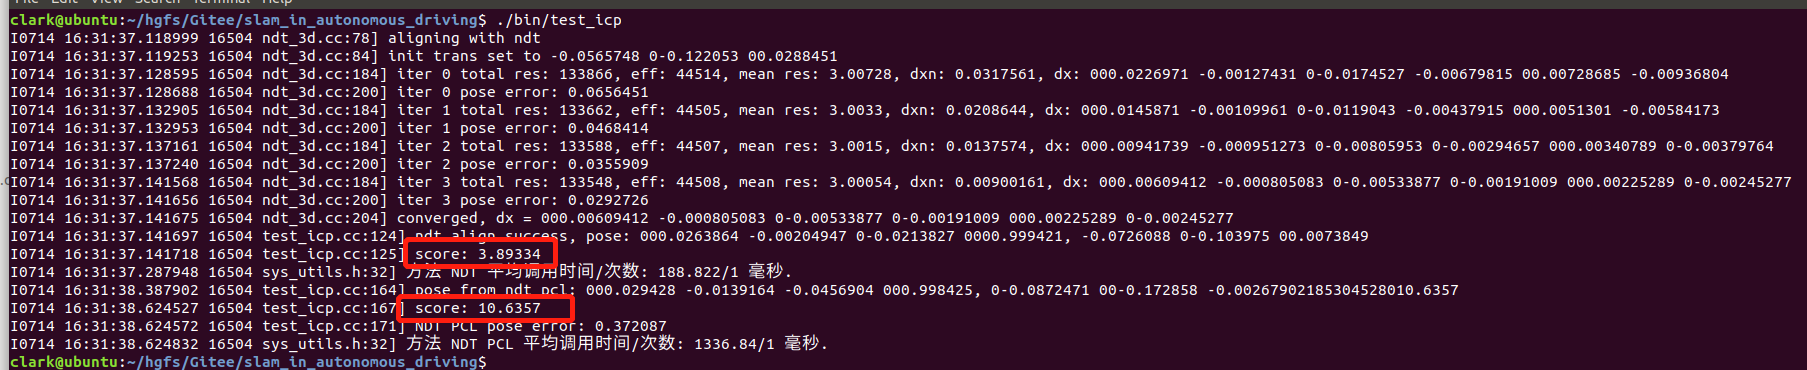 File Edit View Search Terminal Help
clark@ubuntu:~/hgfs/Gitee/slam_in_autonomous_driving$ ./bin/test_icp
I0714 16:31:37.118999 16504 ndt_3d.cc:78] aligning with ndt
I0714 16:31:37.119253 16504 ndt_3d.cc:84] init trans set to -0.0565748 0-0.122053 00.0288451
I0714 16:31:37.128595 16504 ndt_3d.cc:184] iter 0 total res: 133866, eff: 44514, mean res: 3.00728, dxn: 0.0317561, dx: 000.0226971 -0.00127431 0-0.0174527 -0.00679815 00.00728685 -0.00936804
I0714 16:31:37.128688 16504 ndt_3d.cc:200] iter 0 pose error: 0.0656451
I0714 16:31:37.132905 16504 ndt_3d.cc:184] iter 1 total res: 133662, eff: 44505, mean res: 3.0033, dxn: 0.0208644, dx: 000.0145871 -0.00109961 0-0.0119043 -0.00437915 000.0051301 -0.00584173
I0714 16:31:37.132953 16504 ndt_3d.cc:200] iter 1 pose error: 0.0468414
I0714 16:31:37.137161 16504 ndt_3d.cc:184] iter 2 total res: 133588, eff: 44507, mean res: 3.0015, dxn: 0.0137574, dx: 000.00941739 -0.000951273 0-0.00805953 0-0.00294657 000.00340789 0-0.00379764
I0714 16:31:37.137240 16504 ndt_3d.cc:200] iter 2 pose error: 0.0355909
I0714 16:31:37.141568 16504 ndt_3d.cc:184] iter 3 total res: 133548, eff: 44508, mean res: 3.00054, dxn: 0.00900161, dx: 000.00609412 -0.000805083 0-0.00533877 0-0.00191009 000.00225289 0-0.00245277
I0714 16:31:37.141656 16504 ndt_3d.cc:200] iter 3 pose error: 0.0292726
I0714 16:31:37.141675 16504 ndt_3d.cc:204] converged, dx = 000.00609412 -0.000805083 0-0.00533877 0-0.00191009 000.00225289 0-0.00245277
I0714 16:31:37.141697 16504 test_icp.cc:124] ndt align success, pose: 000.0263864 -0.00204947 0-0.0213827 0000.999421, -0.0726088 0-0.103975 00.0073849
I0714 16:31:37.141718 16504 test_icp.cc:125] score: 3.89334
I0714 16:31:37.287948 16504 sys_utils.h:32] 方法 NDT 平均调用时间/次数: 188.822/1 毫秒.
I0714 16:31:38.387902 16504 test_icp.cc:164] pose from ndt pcl: 000.029428 -0.0139164 -0.0456904 000.998425, 0-0.0872471 00-0.172858 -0.00267902185304528010.6357
I0714 16:31:38.624527 16504 test_icp.cc:167] score: 10.6357
I0714 16:31:38.624572 16504 test_icp.cc:171] NDT PCL pose error: 0.372087
I0714 16:31:38.624832 16504 sys_utils.h:32] 方法 NDT PCL 平均调用时间/次数: 1336.84/1 毫秒.
clark@ubuntu:~/hgfs/Gitee/slam_in_autonomous_driving$